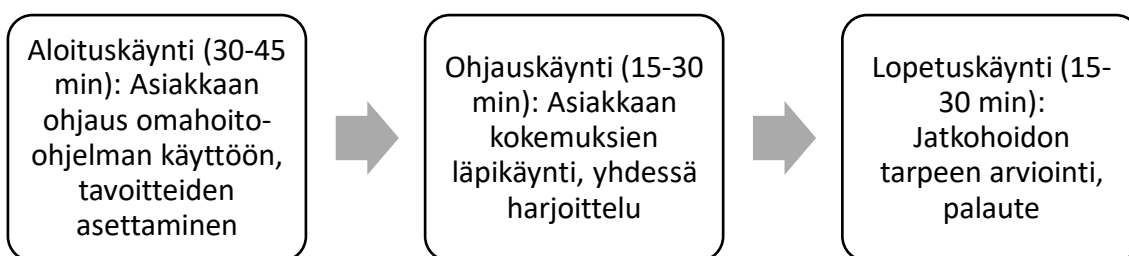 Aloituskäynti (30-45
min): Asiakkaan
ohjaus omahoito-
ohjelman käyttöön,
tavoitteiden
asettaminen
Ohjauskäynti (15-30
min): Asiakkaan
kokemuksien
läpikäynti, yhdessä
harjoittelu
Lopetuskäynti (15-
30 min):
Jatkohoidon
tarpeen arviointi,
palaute